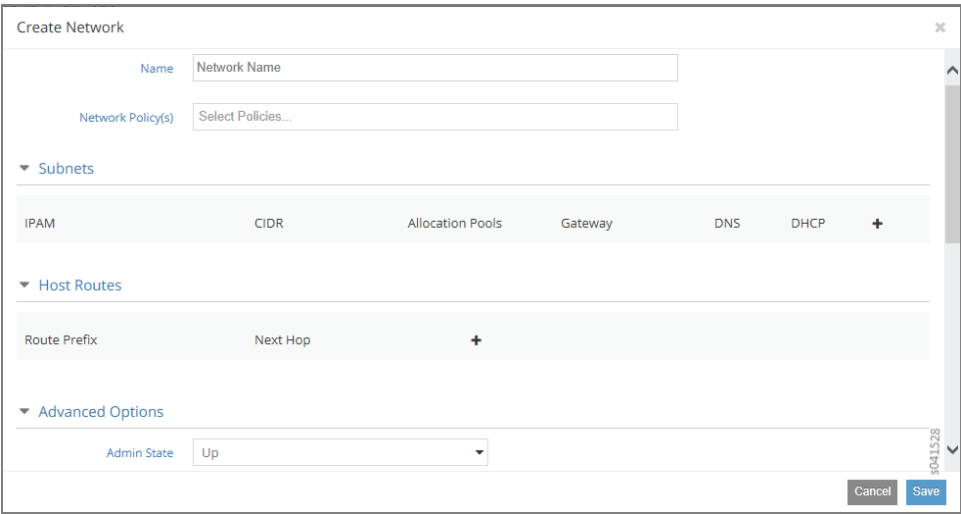 Create Network
Name Network Name
Network Policy(s) Select Policies...
Subnets
IPAM CIDR Allocation Pools Gateway DNS DHCP
Host Routes
Route Prefix Next Hop
Advanced Options
Admin State Up
s041528
Cancel Save